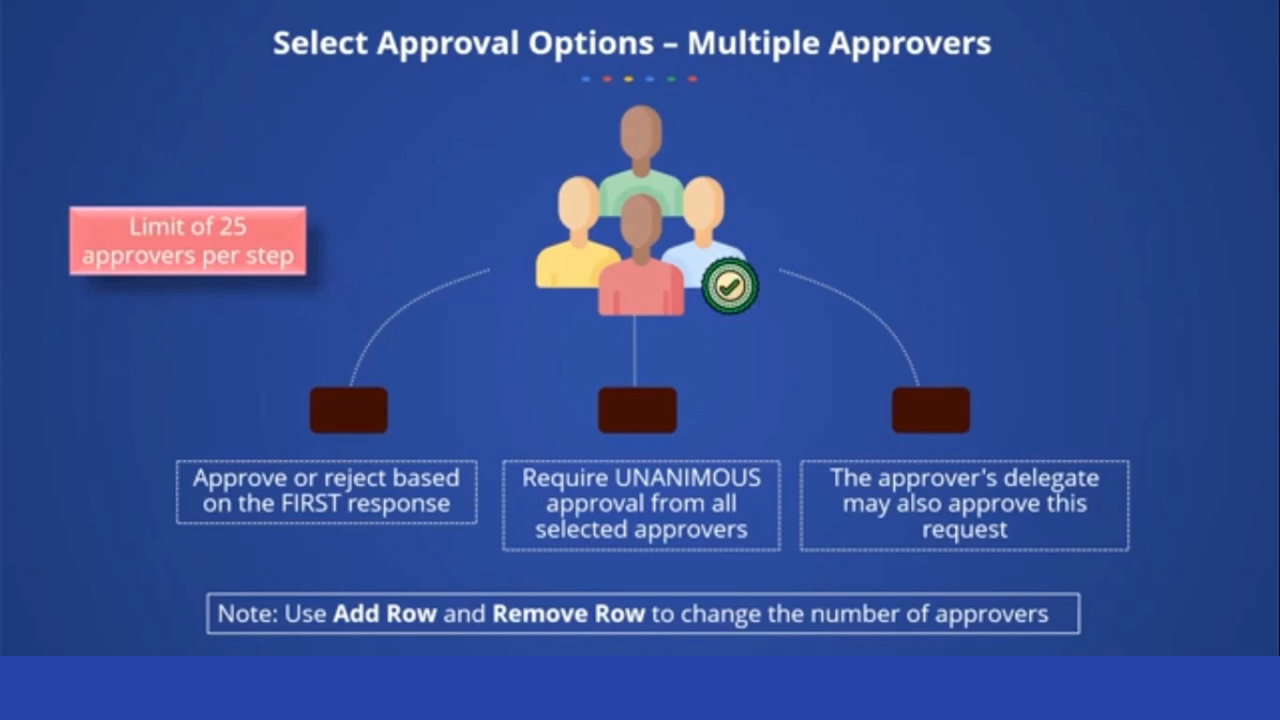 Select Approval Options – Multiple Approvers
Limit of 25
approvers per step
Approve or reject based
on the FIRST response
Require UNANIMOUS
approval from all
selected approvers
The approver's delegate
may also approve this
request
Note: Use Add Row and Remove Row to change the number of approvers